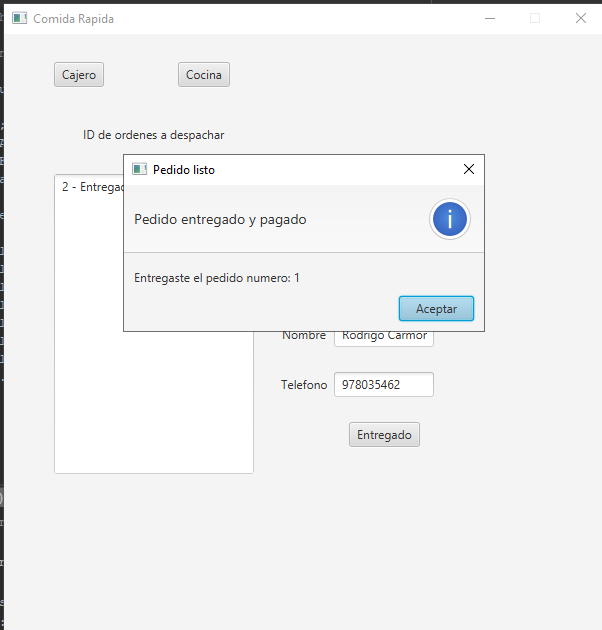 Comida Rapida
Cajero
Cocina
ID de ordenes a despachar
Pedido listo
2 - Entregad
Pedido entregado y pagado
Entregaste el pedido numero: 1
Aceptar
Nombre
Rodrigo Carmor
Telefono
978035462
Entregado